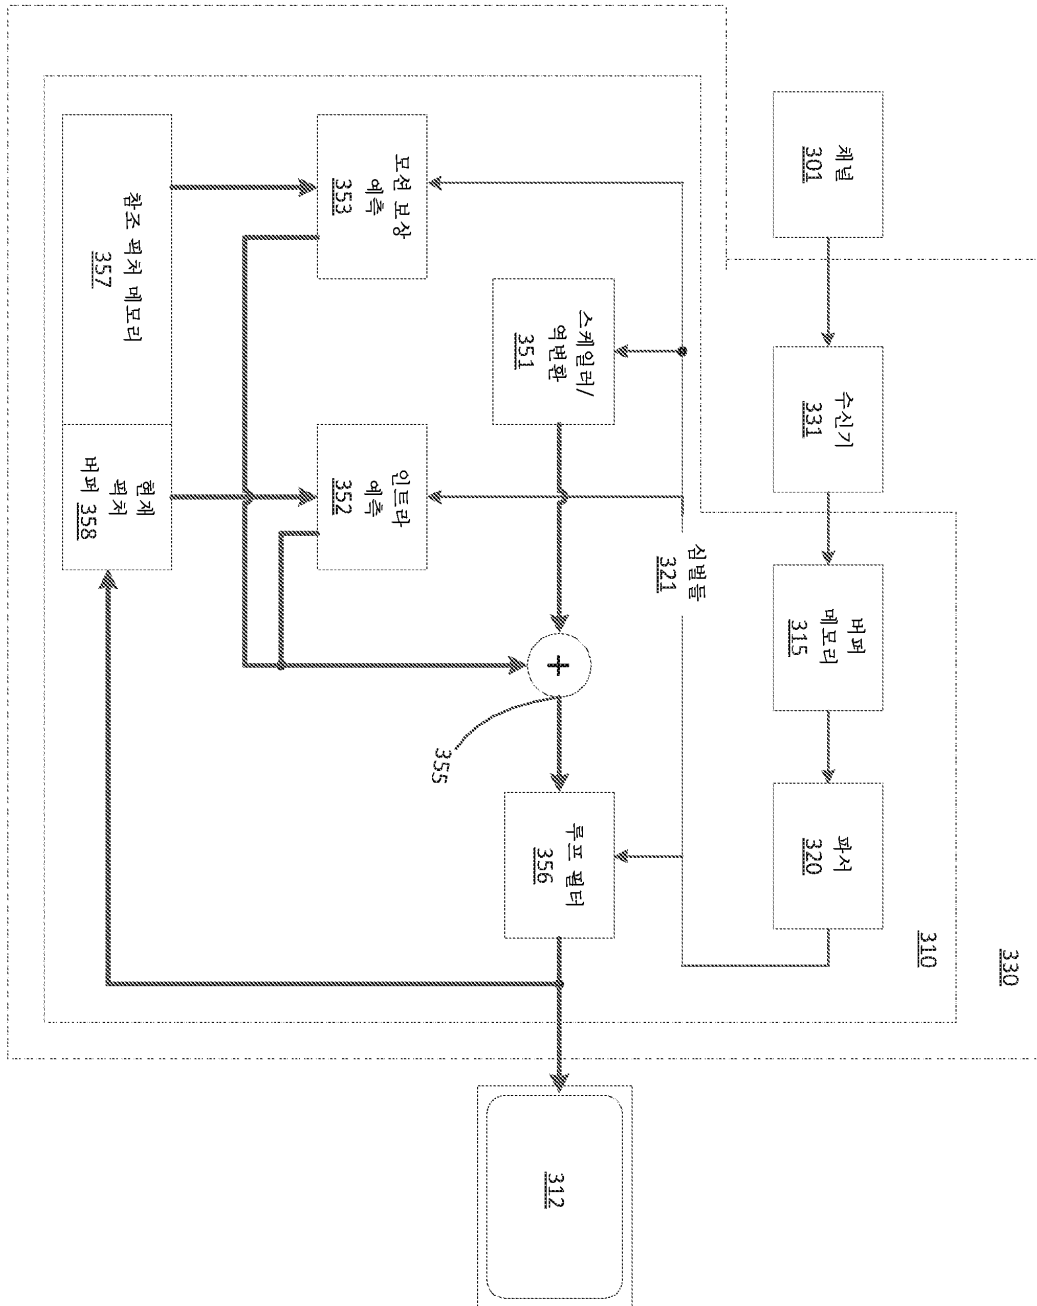 330
310
채널
301
수신기
331
버퍼
메모리
315
파서
320
심벌들
321
스케일러/
역변환
351
+
355
루프 필터
356
312
모션 보상
예측
353
인트라
예측
352
참조 픽처 메모리
357
현재
픽처
버퍼 358